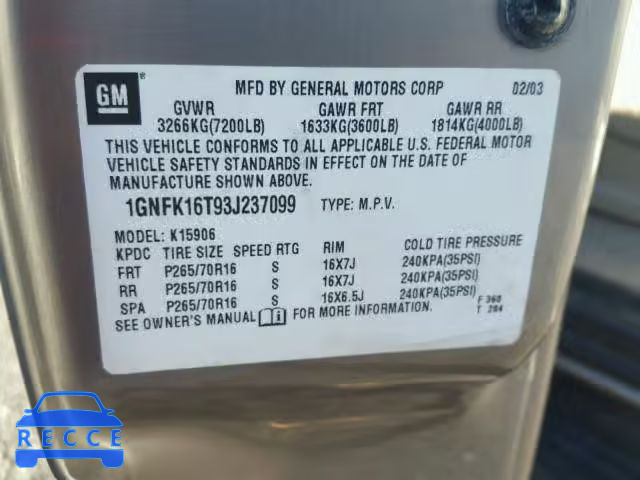 GM ®
MFD BY GENERAL MOTORS CORP 02/03
GVWR GAWR FRT GAWR RR
3266KG(7200LB) 1633KG(3600LB) 1814KG(4000LB)
THIS VEHICLE CONFORMS TO ALL APPLICABLE U.S. FEDERAL MOTOR
VEHICLE SAFETY STANDARDS IN EFFECT ON THE DATE OF
MANUFACTURE SHOWN ABOVE.
1GNFK16T93J237099 TYPE: M.P.V.
MODEL: K15906
KPDC TIRE SIZE SPEED RTG RIM COLD TIRE PRESSURE
FRT P265/70R16 S 16X7J 240KPA(35PSI)
RR P265/70R16 S 16X7J 240KPA(35PSI)
SPA P265/70R16 S 16X6.5J 240KPA(35PSI)
SEE OWNER'S MANUAL i FOR MORE INFORMATION.
F 360
T 284
RECCE